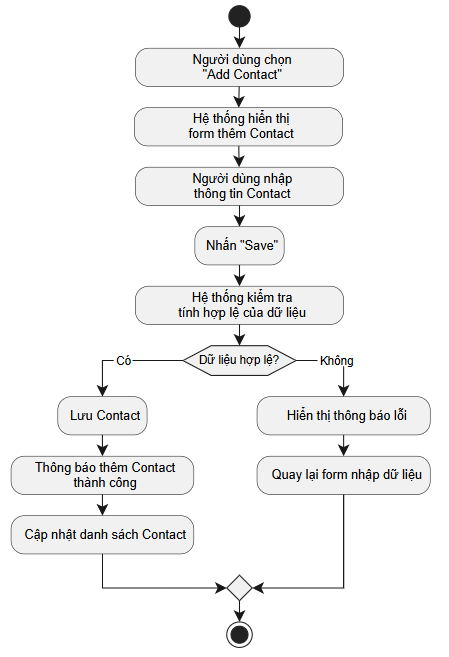 Người dùng chọn
"Add Contact"
Hệ thống hiển thị
form thêm Contact
Người dùng nhập
thông tin Contact
Nhấn "Save"
Hệ thống kiểm tra
tính hợp lệ của dữ liệu
Dữ liệu hợp lệ?
Có
Không
Lưu Contact
Hiển thị thông báo lỗi
Thông báo thêm Contact
thành công
Quay lại form nhập dữ liệu
Cập nhật danh sách Contact